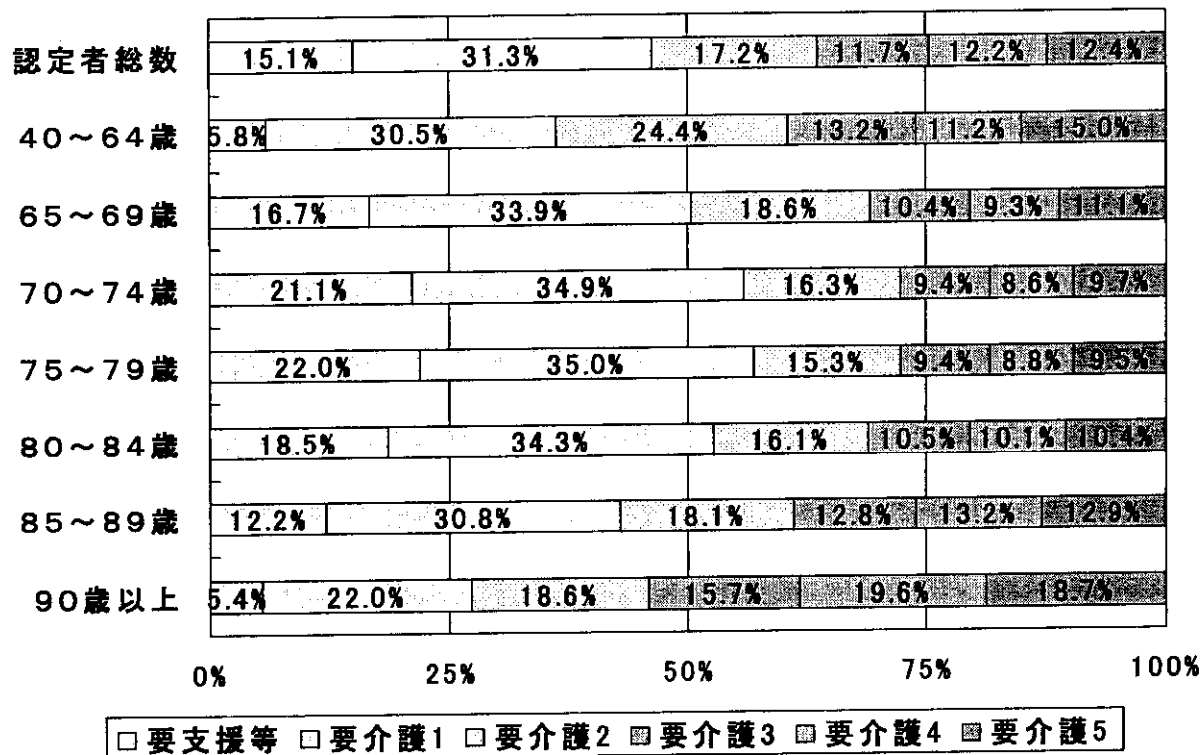 認定者総数 15.1% 31.3% 17.2% 11.7% 12.2% 12.4%
40～64歳 5.8% 30.5% 24.4% 13.2% 11.2% 15.0%
65～69歳 16.7% 33.9% 18.6% 10.4% 9.3% 11.1%
70～74歳 21.1% 34.9% 16.3% 9.4% 8.6% 9.7%
75～79歳 22.0% 35.0% 15.3% 9.4% 8.8% 9.5%
80～84歳 18.5% 34.3% 16.1% 10.5% 10.1% 10.4%
85～89歳 12.2% 30.8% 18.1% 12.8% 13.2% 12.9%
90歳以上 5.4% 22.0% 18.6% 15.7% 19.6% 18.7%
0% 25% 50% 75% 100%
□要支援等 □要介護1 □要介護2 ■要介護3 ■要介護4 ■要介護5